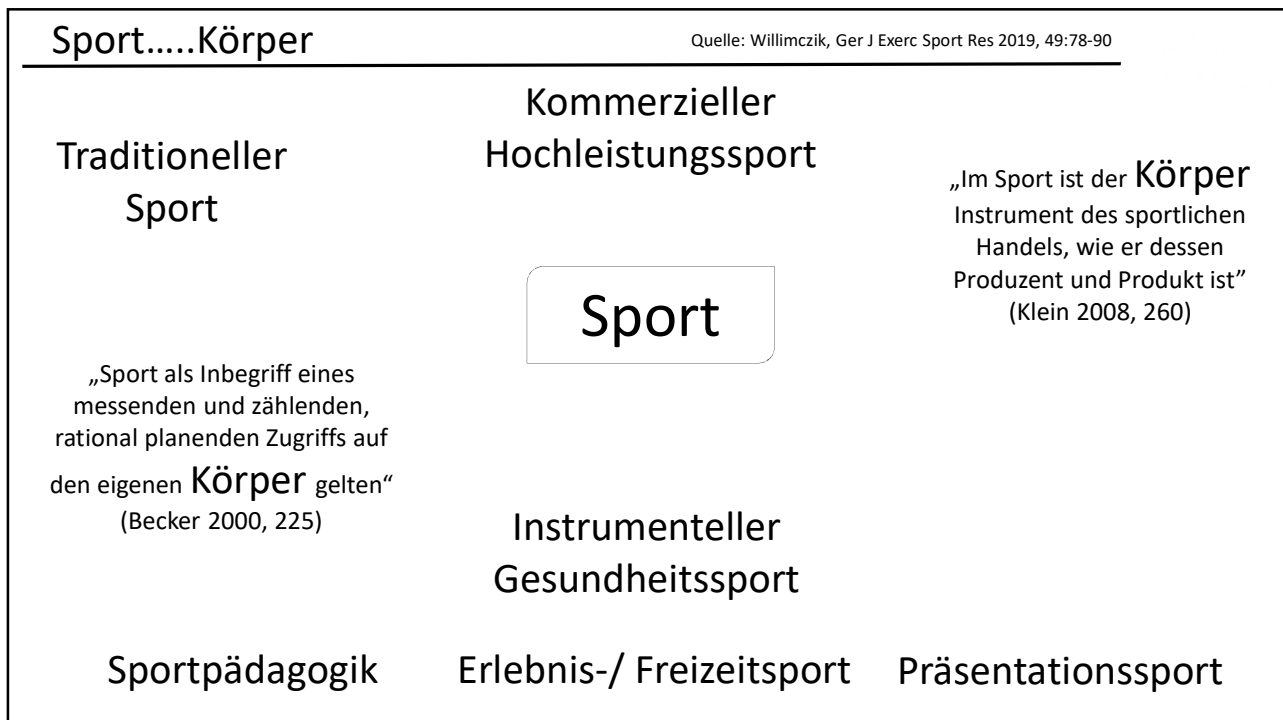 Sport…..Körper
Quelle: Willimczik, Ger J Exerc Sport Res 2019, 49:78-90
Kommerzieller
Hochleistungssport
Traditioneller
Sport
„Im Sport ist der Körper
Instrument des sportlichen
Handels, wie er dessen
Produzent und Produkt ist”
(Klein 2008, 260)
Sport
„Sport als Inbegriff eines
messenden und zählenden,
rational planenden Zugriffs auf
den eigenen Körper gelten“
(Becker 2000, 225)
Instrumenteller
Gesundheitssport
Sportpädagogik
Erlebnis-/ Freizeitsport
Präsentationssport